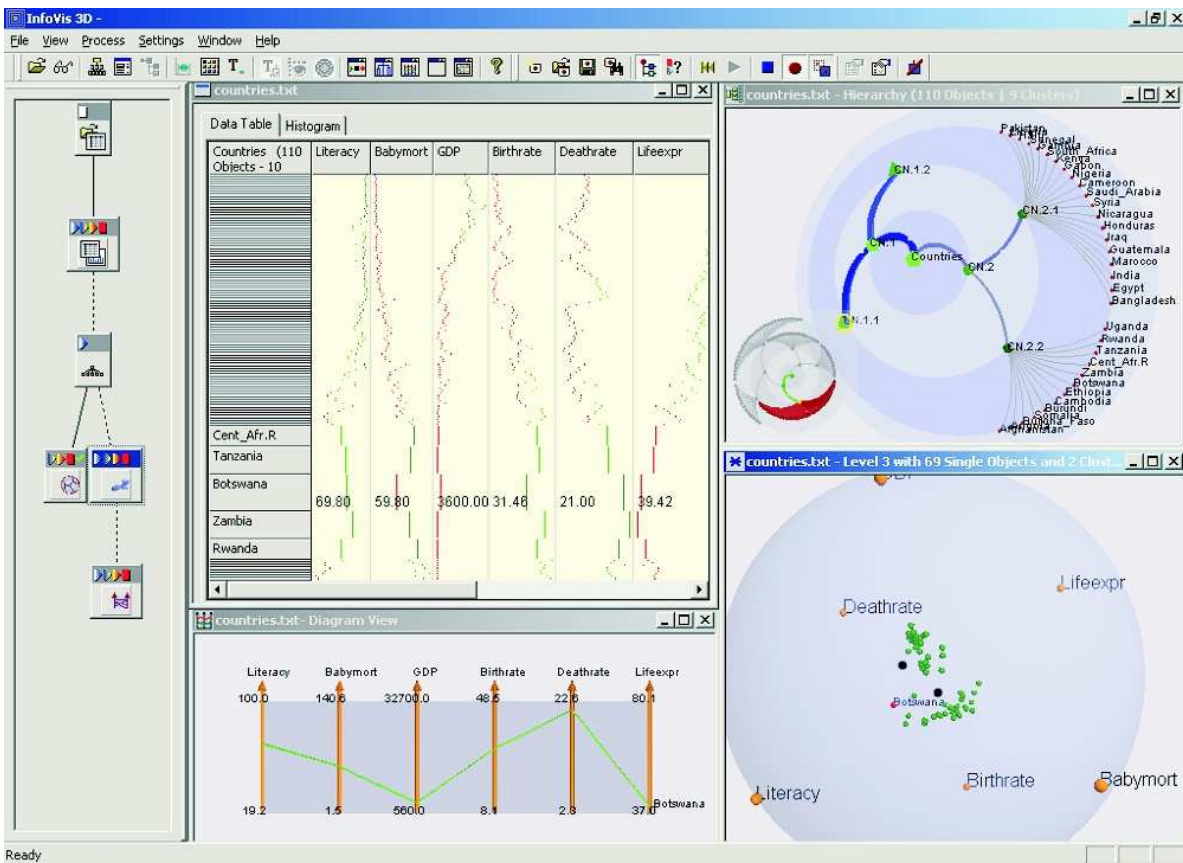 InfoVis 3D -
File View Process Settings Window Help
countries.txt
Data Table Histogram
Countries (110 Objects - 10 Literacy Babymort GDP Birthrate Deathrate Lifeexpr
Cent_Afr.R
Tanzania
Botswana 69.80 59.80 3600.00 31.46 21.00 39.42
Zambia
Rwanda
countries.txt - Diagram View
Literacy Babymort GDP Birthrate Deathrate Lifeexpr
100.0 140.6 32700.0 48.5 22.6 80.1
19.2 1.5 560.0 8.1 2.3 37.0 Botswana
countries.txt - Hierarchy (110 Objects | 9 Clusters)
Pakistan
Senegal
Gambia
South_Africa
Kenya
Gabon
Nigeria
Cameroon
Saudi_Arabia
Syria
Nicaragua
Honduras
Iraq
Guatemala
Marocco
India
Egypt
Bangladesh
CN.1.2
CN.2.1
CN.1
Countries
CN.2
CN.1.1
CN.2.2
Uganda
Rwanda
Tanzania
Cent_Afr.R
Zambia
Botswana
Ethiopia
Cambodia
Burundi
Somalia
Burkina_Faso
Afghanistan
countries.txt - Level 3 with 69 Single Objects and 2 Clust...
GDP
Lifeexpr
Deathrate
Botswana
Literacy
Birthrate
Babymort
Ready